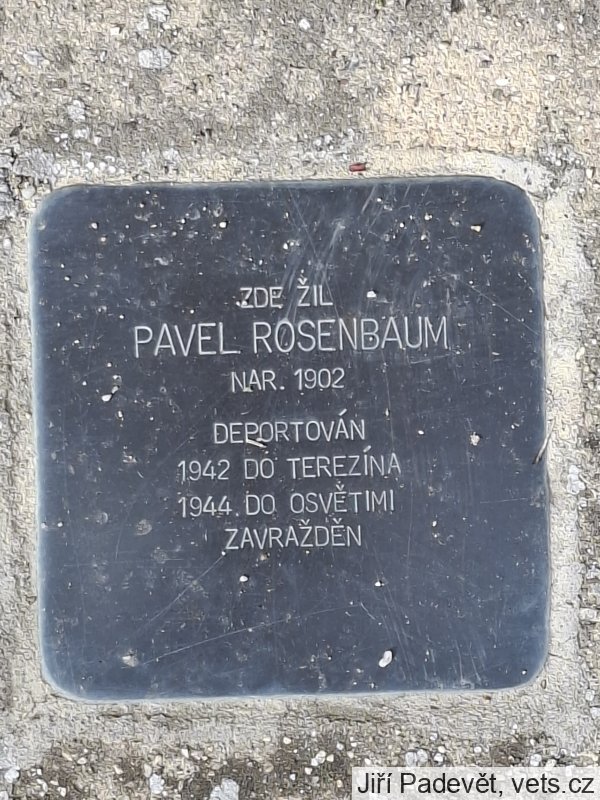 ZDE ŽIL
PAVEL ROSENBAUM
NAR. 1902
DEPORTOVÁN
1942 DO TEREZÍNA
1944 DO OSVĚTIMI
ZAVRAŽDĚN
Jiří Padevět, vets.cz